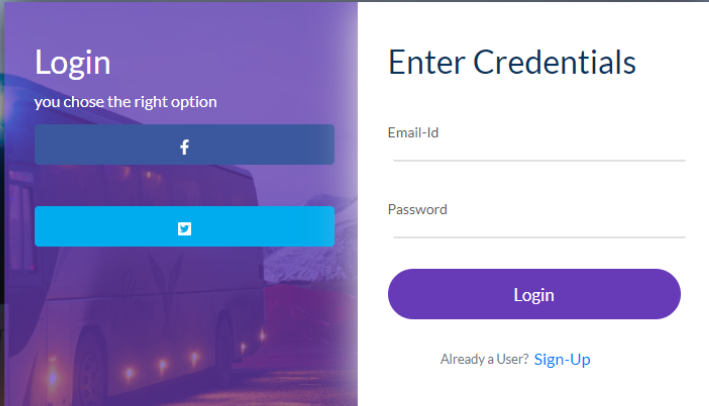 Login
you chose the right option
Enter Credentials
Email-Id
Password
Login
Already a User? Sign-Up